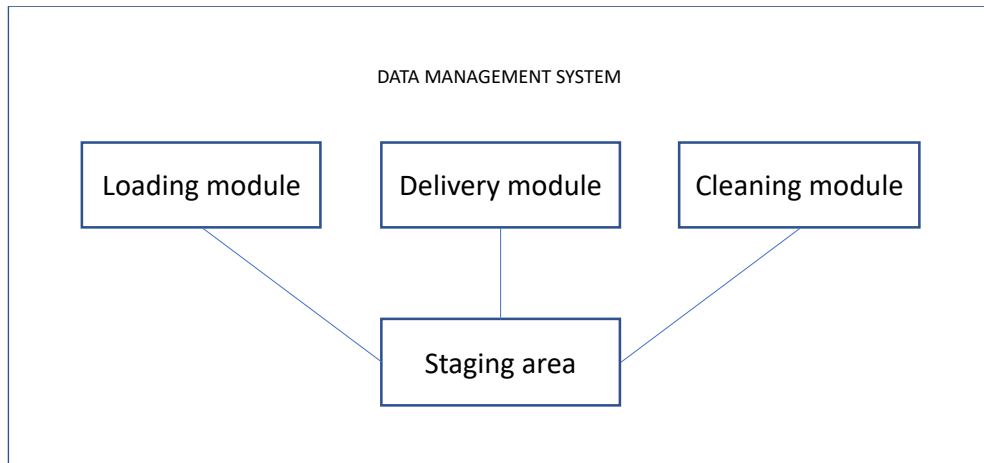 DATA MANAGEMENT SYSTEM
Loading module
Delivery module
Cleaning module
Staging area